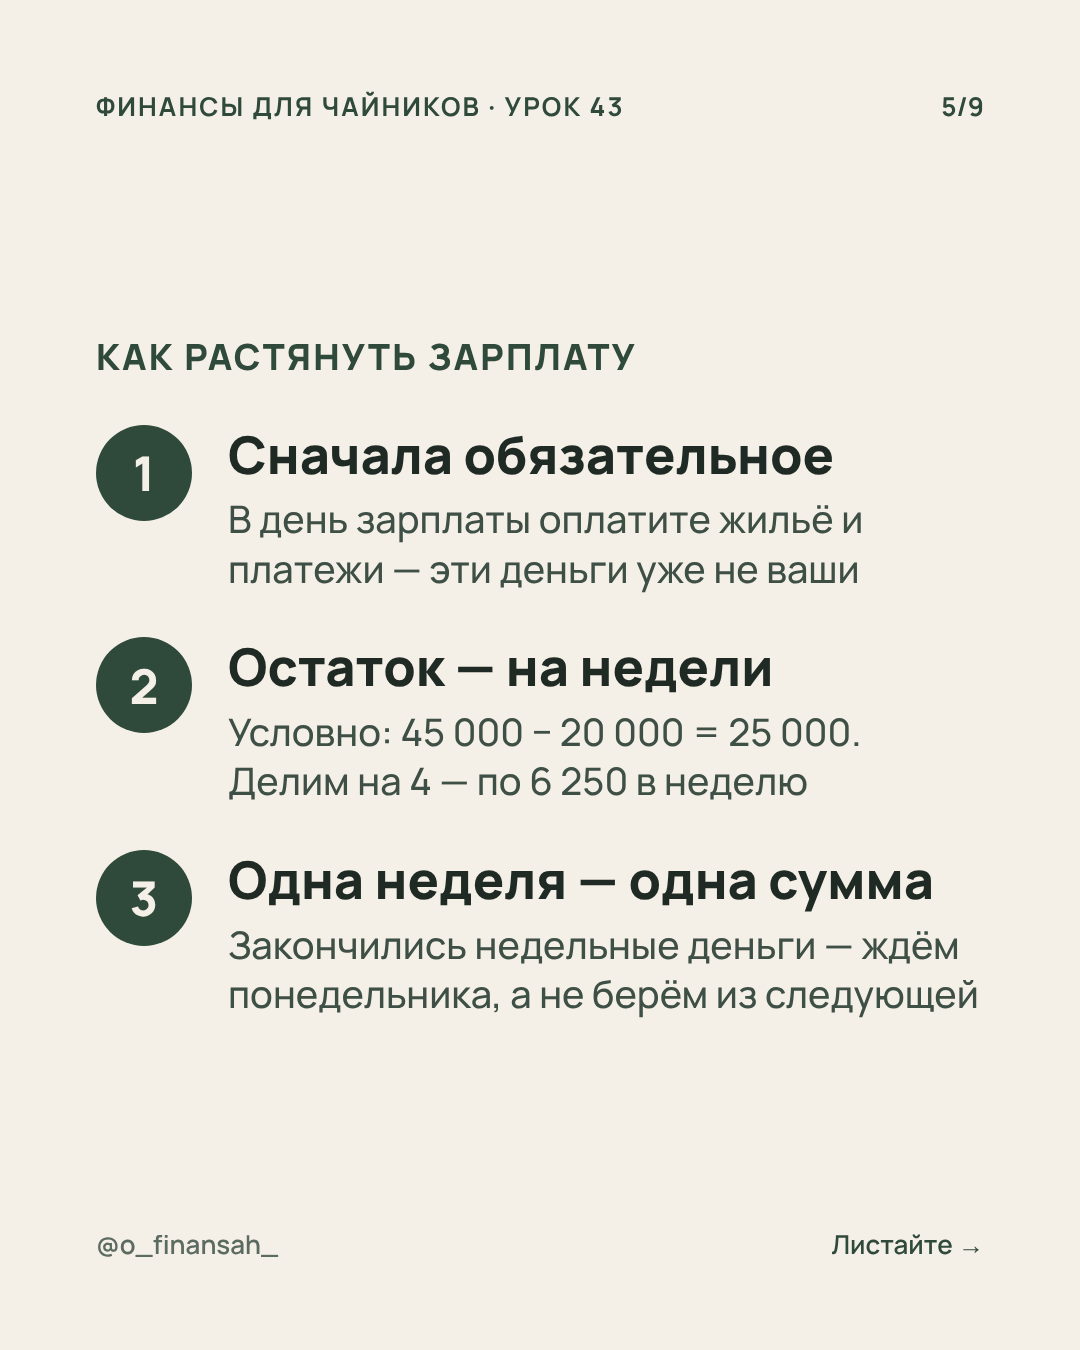 ФИНАНСЫ ДЛЯ ЧАЙНИКОВ · УРОК 43
5/9
КАК РАСТЯНУТЬ ЗАРПЛАТУ
1
Сначала обязательное
В день зарплаты оплатите жильё и
платежи — эти деньги уже не ваши
2
Остаток — на недели
Условно: 45 000 − 20 000 = 25 000.
Делим на 4 — по 6 250 в неделю
3
Одна неделя — одна сумма
Закончились недельные деньги — ждём
понедельника, а не берём из следующей
@o_finansah_
Листайте →